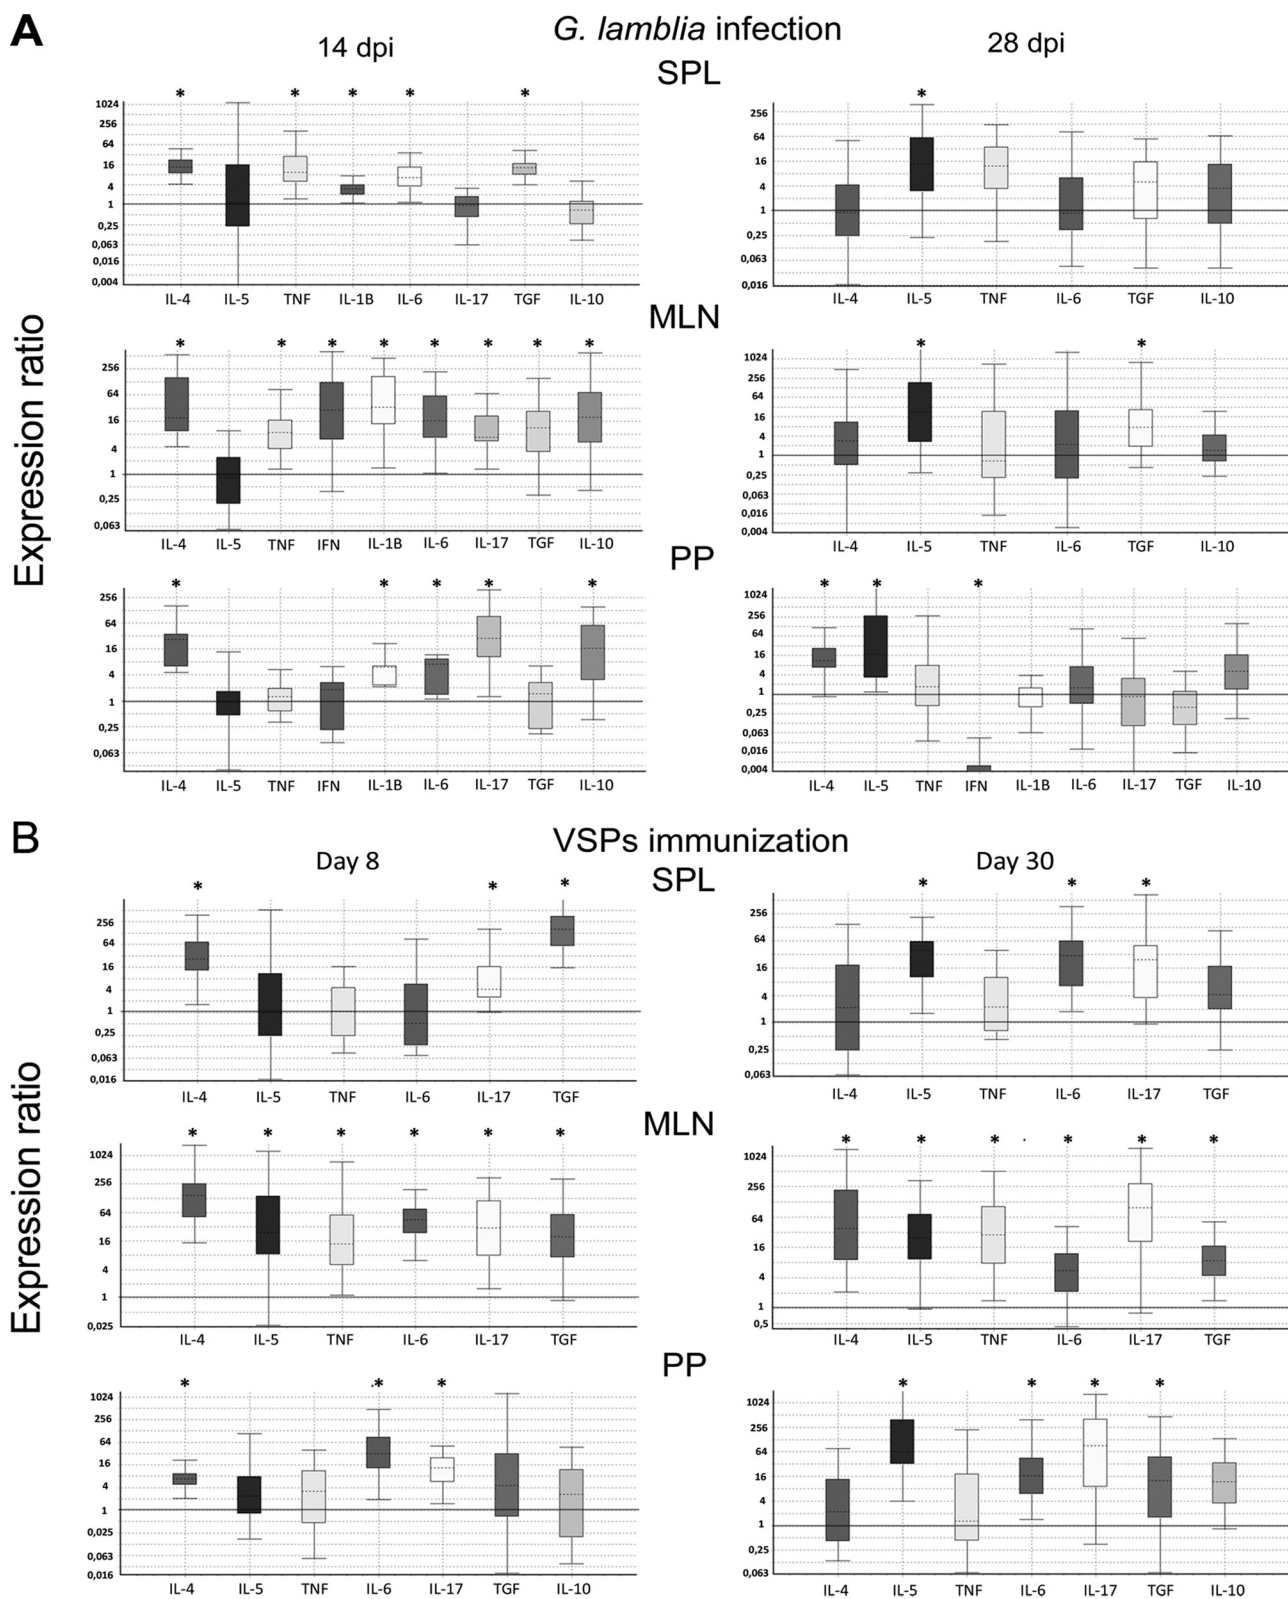 A
G. lamblia infection
14 dpi
28 dpi
SPL
* * * * *
1024
256
64
16
4
1
0,25
0,063
0,016
0,004
IL-4 IL-5 TNF IL-1B IL-6 IL-17 TGF IL-10
*
256
64
16
4
1
0,25
0,063
0,016
IL-4 IL-5 TNF IL-6 TGF IL-10
MLN
Expression ratio
* * * * * * * *
256
64
16
4
1
0,25
0,063
IL-4 IL-5 TNF IFN IL-1B IL-6 IL-17 TGF IL-10
* *
1024
256
64
16
4
1
0,25
0,063
0,016
0,004
IL-4 IL-5 TNF IL-6 TGF IL-10
PP
* * * * *
256
64
16
4
1
0,25
0,063
IL-4 IL-5 TNF IFN IL-1B IL-6 IL-17 TGF IL-10
* * *
1024
256
64
16
4
1
0,25
0,063
0,016
0,004
IL-4 IL-5 TNF IFN IL-1B IL-6 IL-17 TGF IL-10
B
VSPs immunization
Day 8
Day 30
SPL
* * *
256
64
16
4
1
0,25
0,063
0,016
IL-4 IL-5 TNF IL-6 IL-17 TGF
* * *
256
64
16
4
1
0,25
0,063
IL-4 IL-5 TNF IL-6 IL-17 TGF
MLN
Expression ratio
* * * * * *
1024
256
64
16
4
1
0,025
IL-4 IL-5 TNF IL-6 IL-17 TGF
* * * * * *
1024
256
64
16
4
1
0,5
IL-4 IL-5 TNF IL-6 IL-17 TGF
PP
* .* *
1024
256
64
16
4
1
0,025
0,063
0,016
IL-4 IL-5 TNF IL-6 IL-17 TGF IL-10
* * * *
1024
256
64
16
4
1
0,25
0,063
IL-4 IL-5 TNF IL-6 IL-17 TGF IL-10